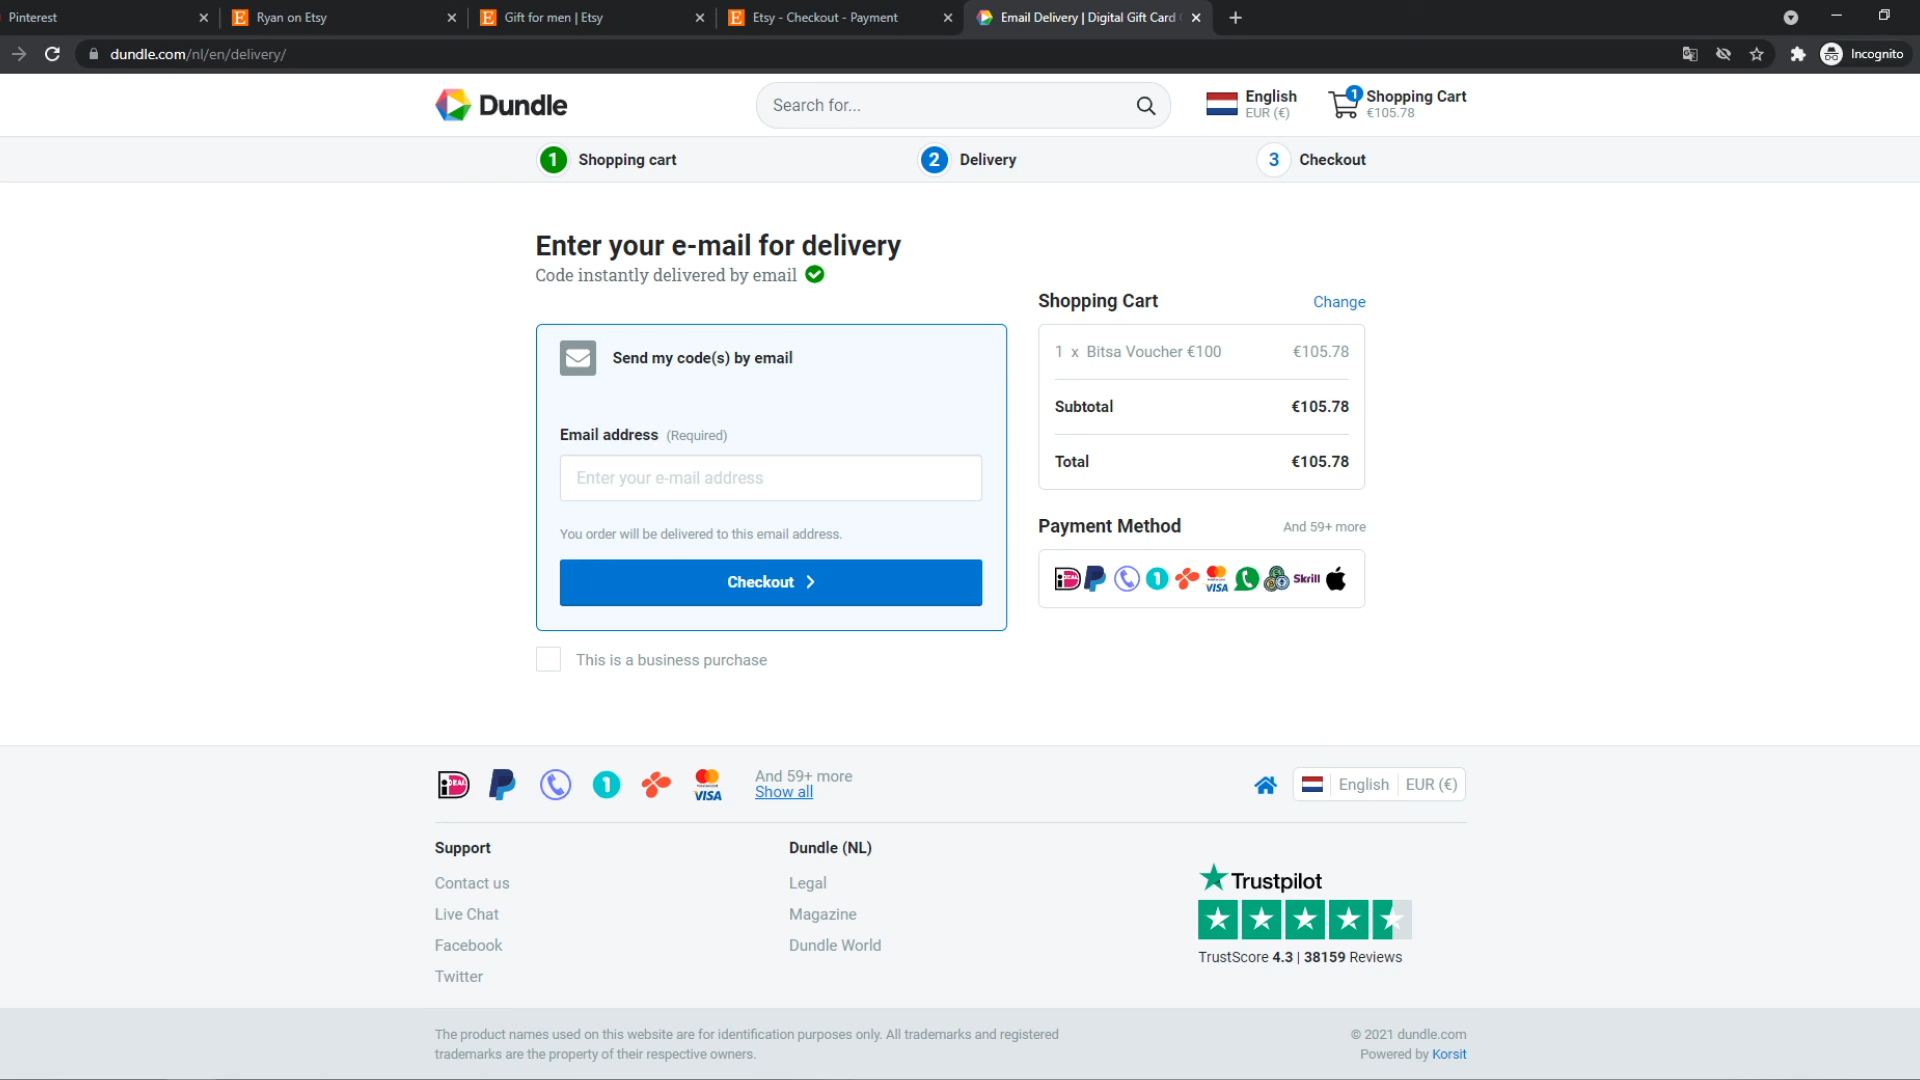 Pinterest
Ryan on Etsy
Gift for men | Etsy
Etsy - Checkout - Payment
Email Delivery | Digital Gift Card
dundle.com/nl/en/delivery/
Incognito
Dundle
Search for...
English
EUR (€)
1
Shopping Cart
€105.78
1 Shopping cart
2 Delivery
3 Checkout
Enter your e-mail for delivery
Code instantly delivered by email
Send my code(s) by email
Email address (Required)
Enter your e-mail address
You order will be delivered to this email address.
Checkout
This is a business purchase
Shopping Cart Change
1 x Bitsa Voucher €100 €105.78
Subtotal €105.78
Total €105.78
Payment Method And 59+ more
iDEAL 1 VISA Skrill
iDEAL 1 VISA
And 59+ more
Show all
English EUR (€)
Support
Contact us
Live Chat
Facebook
Twitter
Dundle (NL)
Legal
Magazine
Dundle World
Trustpilot
TrustScore 4.3 | 38159 Reviews
The product names used on this website are for identification purposes only. All trademarks and registered
trademarks are the property of their respective owners.
© 2021 dundle.com
Powered by Korsit